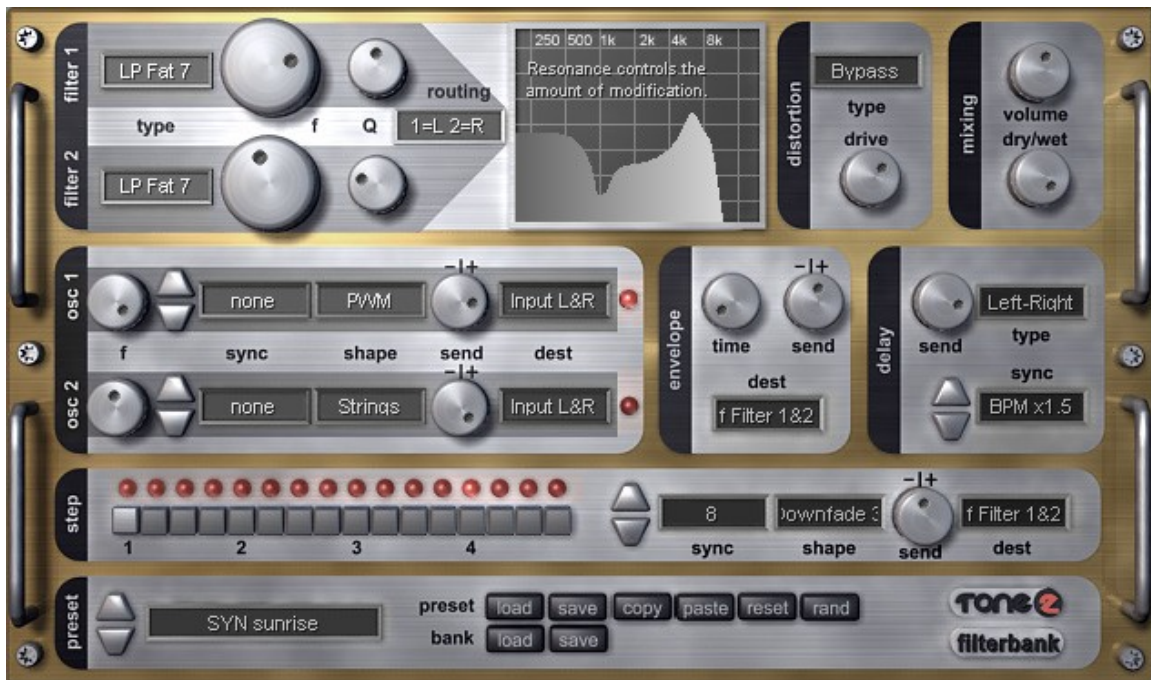 filter 1
LP Fat 7
type
f
Q
routing
1=L 2=R
filter 2
LP Fat 7
250 500 1k 2k 4k 8k
Resonance controls the
amount of modification.
distortion
Bypass
type
drive
mixing
volume
dry/wet
osc 1
none
PWM
-|+
Input L&R
f
sync
shape
send
dest
osc 2
none
Strings
-|+
Input L&R
envelope
time
-|+
send
dest
f Filter 1&2
delay
send
Left-Right
type
sync
BPM x1.5
step
1 2 3 4
8
sync
Downfade 3
shape
-|+
send
f Filter 1&2
dest
preset
SYN sunrise
preset load save copy paste reset rand
bank load save
TONE2
filterbank